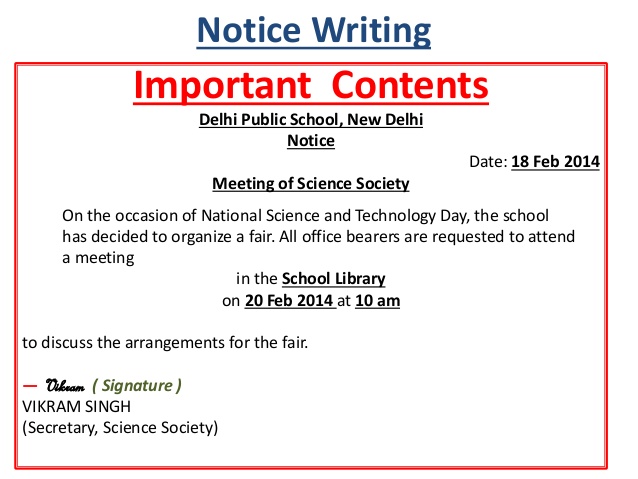 Notice Writing
Important Contents
Delhi Public School, New Delhi
Notice
Date: 18 Feb 2014
Meeting of Science Society
On the occasion of National Science and Technology Day, the school
has decided to organize a fair. All office bearers are requested to attend
a meeting
in the School Library
on 20 Feb 2014 at 10 am
to discuss the arrangements for the fair.
— Vikram ( Signature )
VIKRAM SINGH
(Secretary, Science Society)